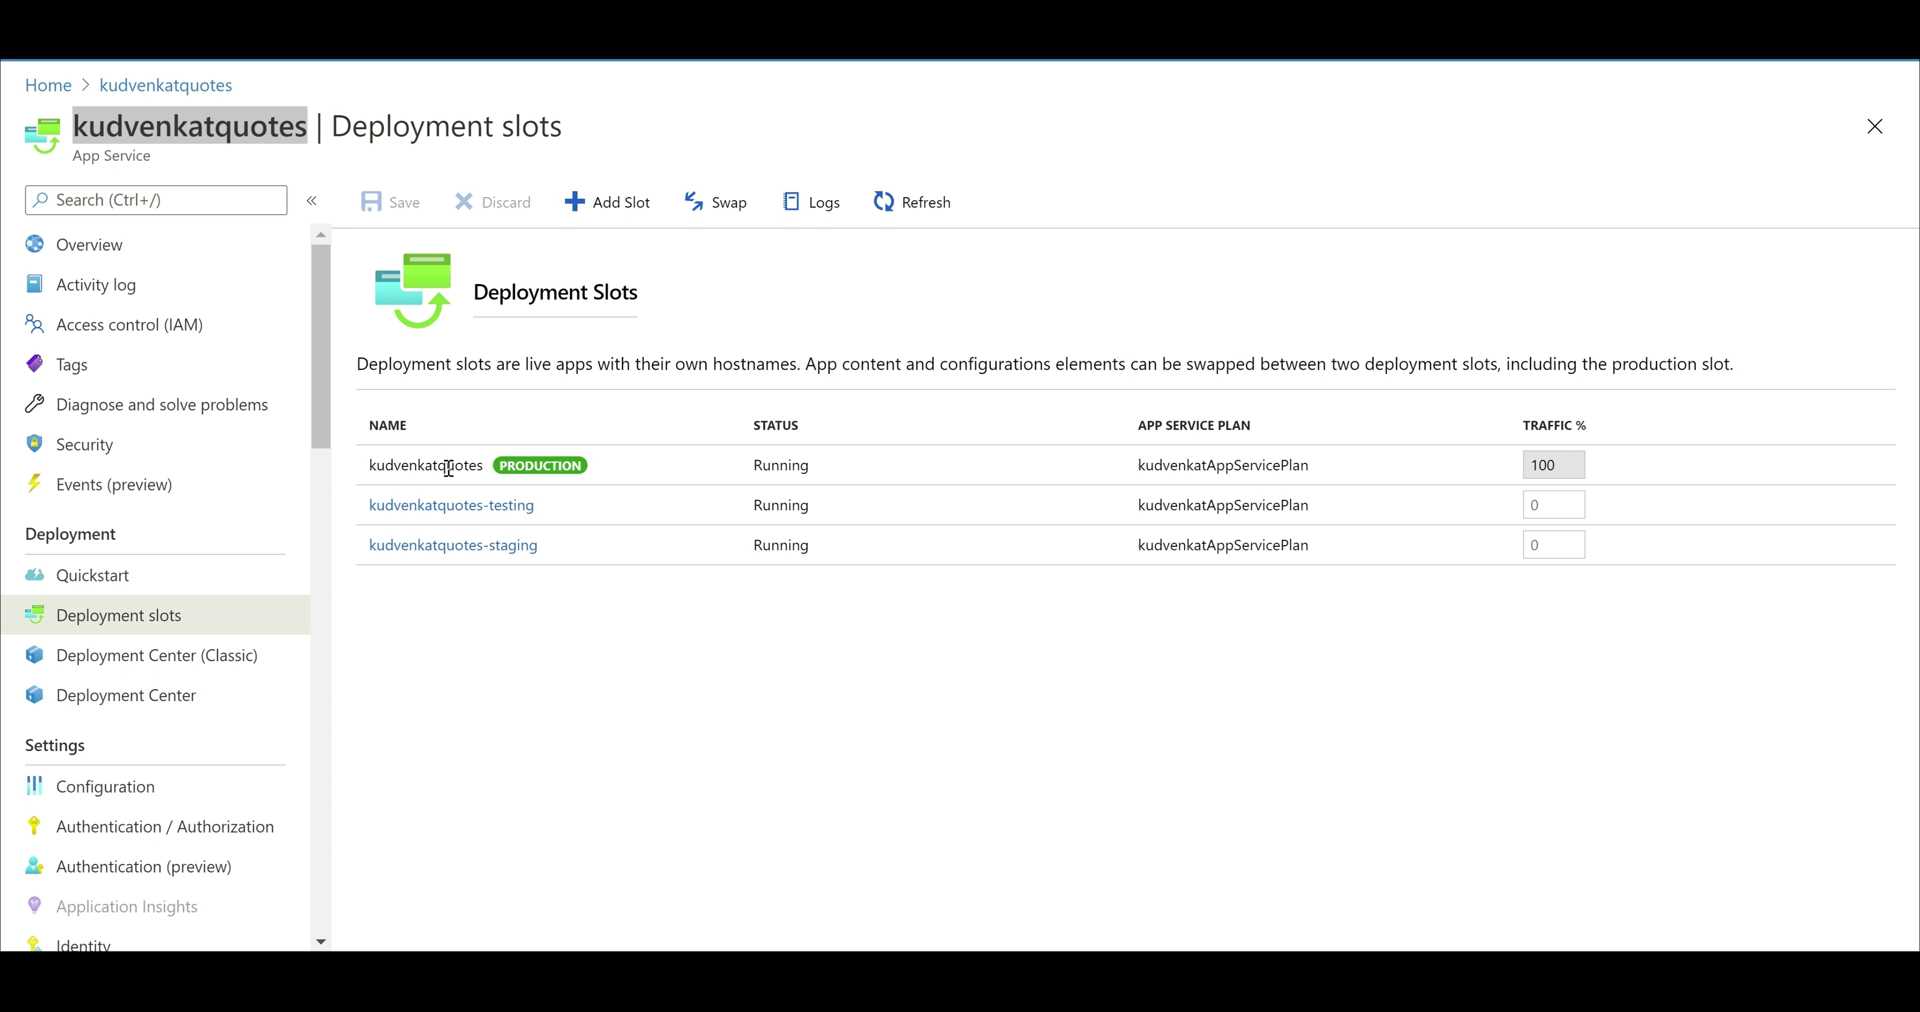 Home > kudvenkatquotes
kudvenkatquotes | Deployment slots
App Service
Search (Ctrl+/)
«
Save Discard Add Slot Swap Logs Refresh
Overview
Activity log
Access control (IAM)
Tags
Diagnose and solve problems
Security
Events (preview)
Deployment
Quickstart
Deployment slots
Deployment Center (Classic)
Deployment Center
Settings
Configuration
Authentication / Authorization
Authentication (preview)
Application Insights
Identity
Deployment Slots
Deployment slots are live apps with their own hostnames. App content and configurations elements can be swapped between two deployment slots, including the production slot.
NAME STATUS APP SERVICE PLAN TRAFFIC %
kudvenkatquotes PRODUCTION Running kudvenkatAppServicePlan 100
kudvenkatquotes-testing Running kudvenkatAppServicePlan 0
kudvenkatquotes-staging Running kudvenkatAppServicePlan 0